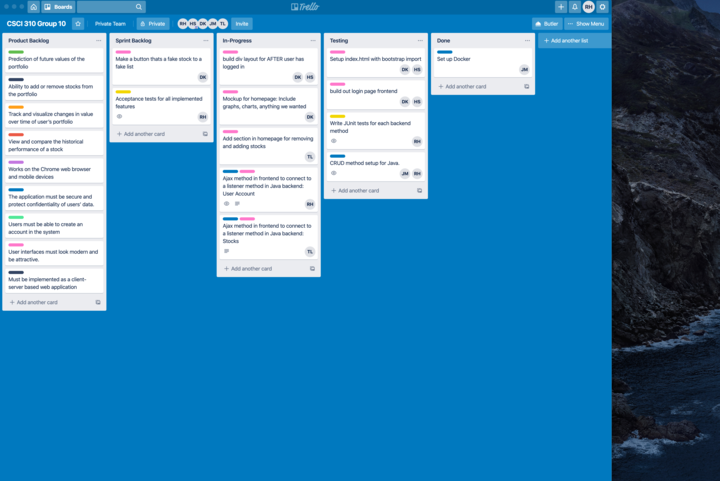 Boards
Trello
RH
CSCI 310 Group 10
Private Team
Private
RH HS DK JM TL
Invite
Butler
Show Menu
Product Backlog
Prediction of future values of the
portfolio
Ability to add or remove stocks from
the portfolio
Track and visualize changes in value
over time of user's portfolio
View and compare the historical
performance of a stock
Works on the Chrome web browser
and mobile devices
The application must be secure and
protect confidentiality of users' data.
Users must be able to create an
account in the system
User interfaces must look modern and
be attractive.
Must be implemented as a client-
server based web application
+ Add another card
Sprint Backlog
Make a button thats a fake stock to a
fake list
DK
Acceptance tests for all implemented
features
RH
+ Add another card
In-Progress
build div layout for AFTER user has
logged in
DK HS
Mockup for homepage: Include
graphs, charts, anything we wanted
DK
Add section in homepage for removing
and adding stocks
TL
Ajax method in frontend to connect to
a listener method in Java backend:
User Account
RH
Ajax method in frontend to connect to
a listener method in Java backend:
Stocks
TL
+ Add another card
Testing
Setup index.html with bootstrap import
DK HS
build out login page frontend
DK HS
Write JUnit tests for each backend
method
RH
CRUD method setup for Java.
JM RH
+ Add another card
Done
Set up Docker
JM
+ Add another card
+ Add another list